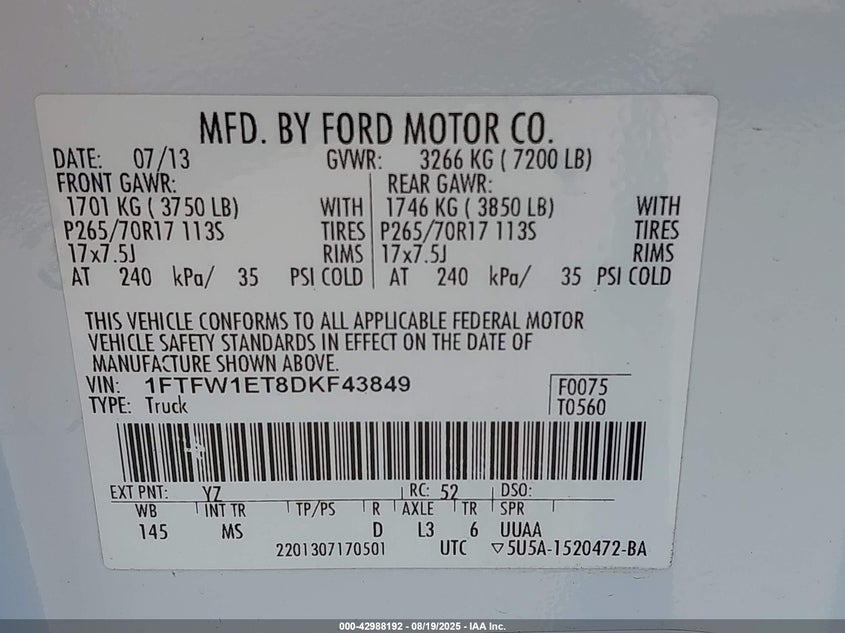 MFD. BY FORD MOTOR CO.
DATE: 07/13 GVWR: 3266 KG ( 7200 LB)
FRONT GAWR: REAR GAWR:
1701 KG ( 3750 LB) WITH 1746 KG ( 3850 LB) WITH
P265/70R17 113S TIRES P265/70R17 113S TIRES
17x7.5J RIMS 17x7.5J RIMS
AT 240 kPa/ 35 PSI COLD AT 240 kPa/ 35 PSI COLD
THIS VEHICLE CONFORMS TO ALL APPLICABLE FEDERAL MOTOR
VEHICLE SAFETY STANDARDS IN EFFECT ON THE DATE OF
MANUFACTURE SHOWN ABOVE.
VIN: 1FTFW1ET8DKF43849 F0075
TYPE: Truck T0560
EXT PNT: YZ RC: 52 DSO:
WB INT TR TP/PS R AXLE TR SPR
145 MS D L3 6 UUAA
2201307170501 UTC ▽5U5A-1520472-BA
000-42988192 - 08/19/2025 - IAA Inc.